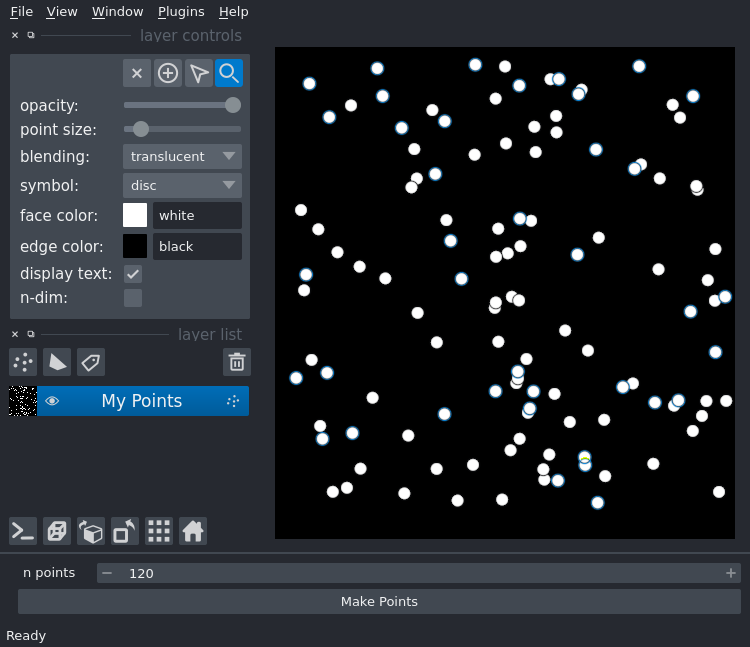 File View Window Plugins Help
layer controls
opacity:
point size:
blending: translucent
symbol: disc
face color: white
edge color: black
display text:
n-dim:
layer list
My Points
n points 120
Make Points
Ready